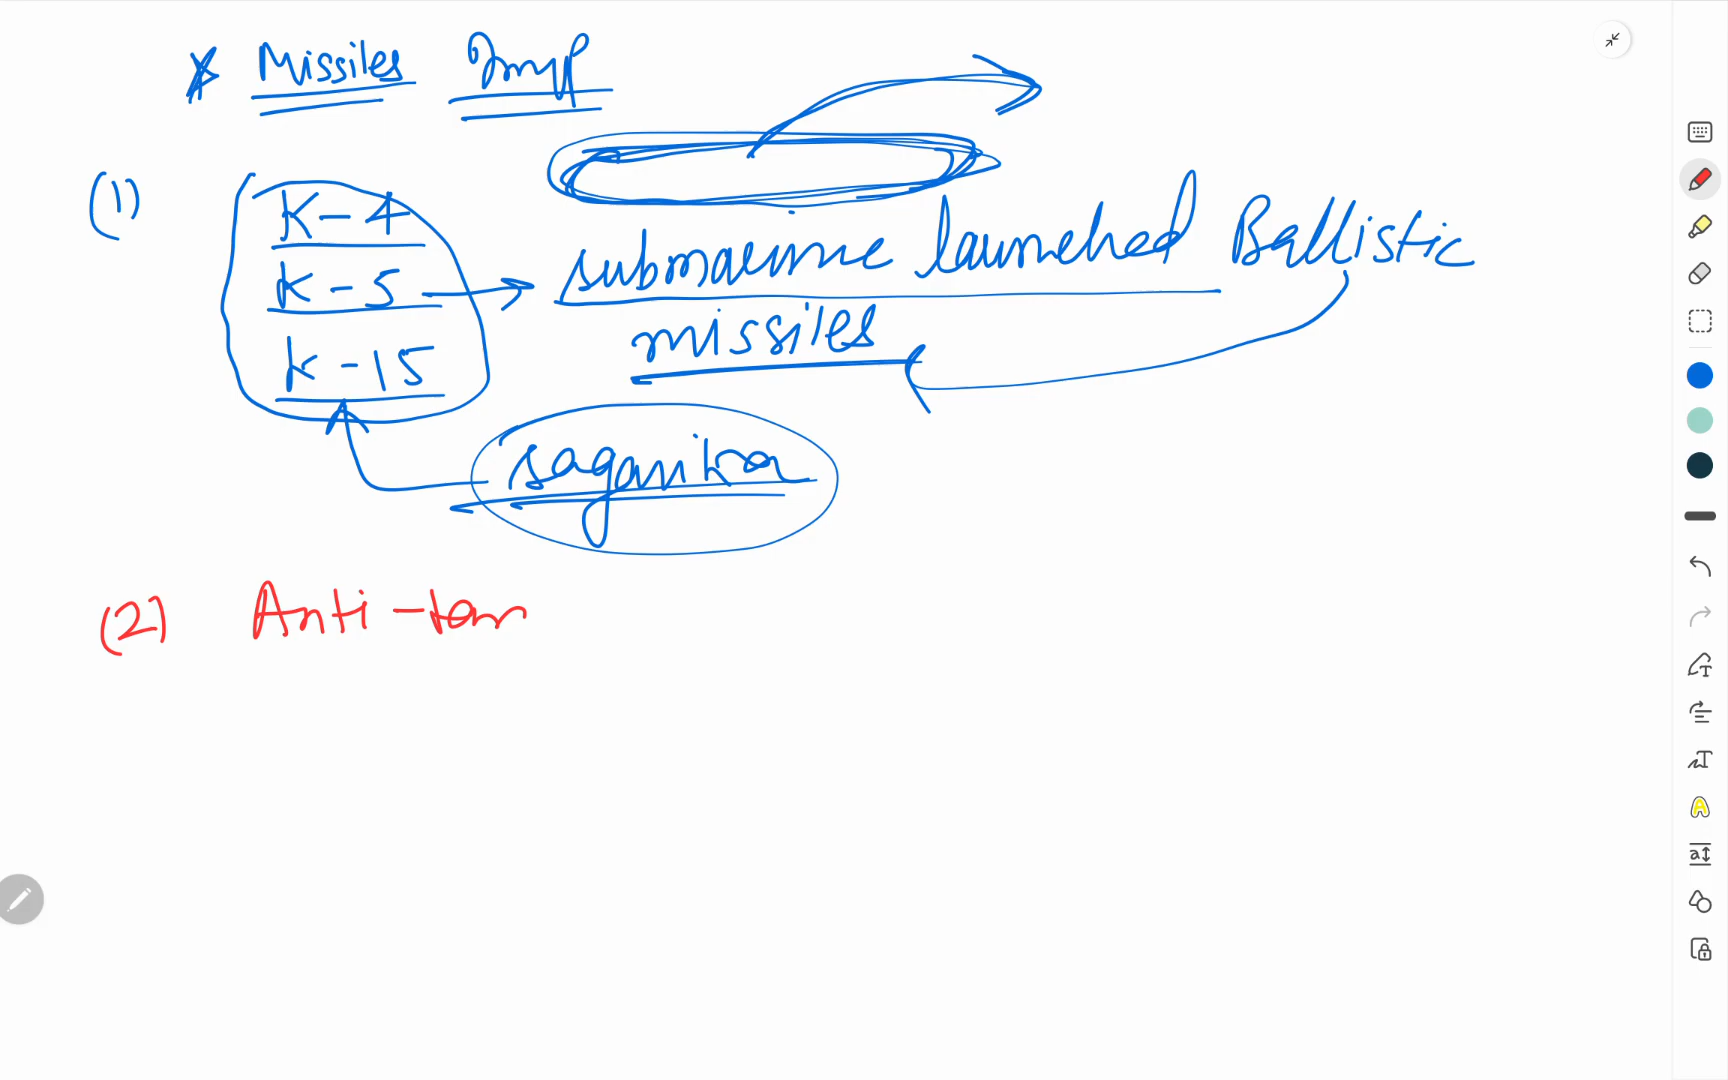 * Missiles Imp
(1) K-4
K-5 → submarine launched Ballistic
missiles
K-15
sagarika
(2) Anti-tan